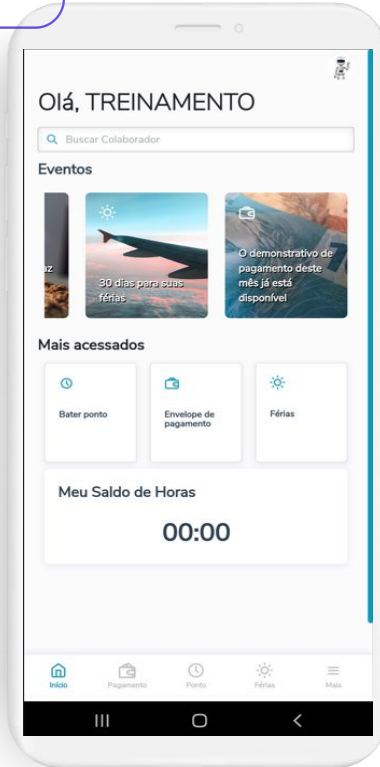 Olá, TREINAMENTO
Buscar Colaborador
Eventos
az
30 dias para suas
férias
O demonstrativo de
pagamento deste
mês já está
disponível
Mais acessados
Bater ponto
Envelope de
pagamento
Férias
Meu Saldo de Horas
00:00
Início
Pagamento
Ponto
Férias
Mais